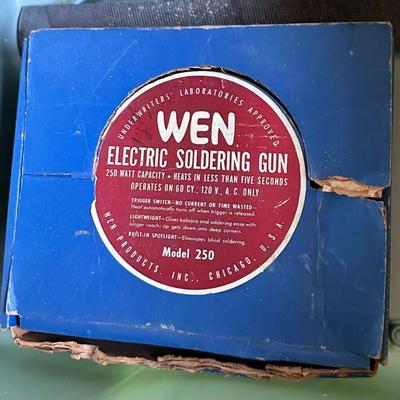 UNDERWRITERS' LABORATORIES APPROVED
WEN
ELECTRIC SOLDERING GUN
250 WATT CAPACITY • HEATS IN LESS THAN FIVE SECONDS
OPERATES ON 60 CY., 120 V., A.C. ONLY
TRIGGER SWITCH—NO CURRENT OR TIME WASTED—
Heat automatically turns off when trigger is released.
LIGHTWEIGHT—Gives balance and soldering ease with
longer reach; tip gets down into deep corners.
BUILT-IN SPOTLIGHT—Eliminates blind soldering.
Model 250
WEN PRODUCTS, INC., CHICAGO, U.S.A.